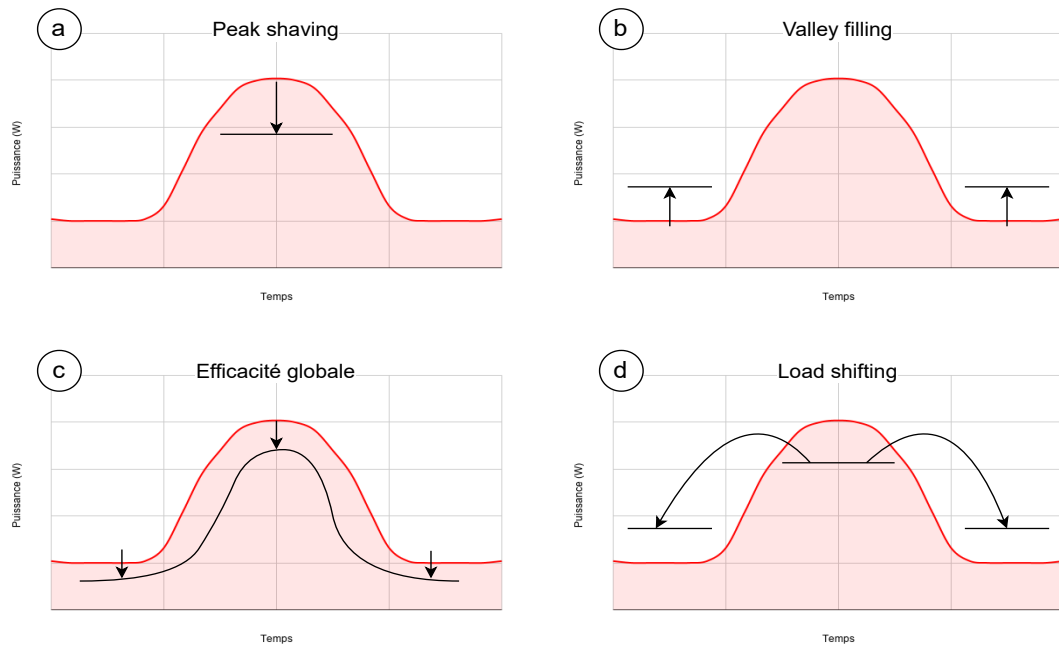 a
Peak shaving
Puissance (W)
Temps
b
Valley filling
Puissance (W)
Temps
c
Efficacité globale
Puissance (W)
Temps
d
Load shifting
Puissance (W)
Temps